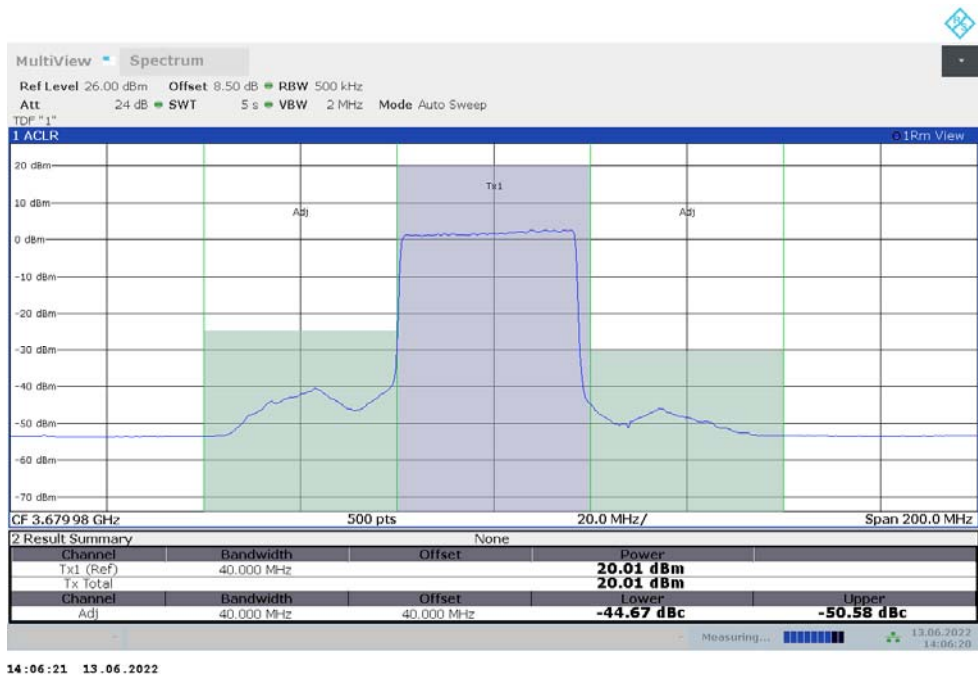 R S
MultiView Spectrum
Ref Level 26.00 dBm Offset 8.50 dB RBW 500 kHz
Att 24 dB SWT 5 s VBW 2 MHz Mode Auto Sweep
TDF "1"
1 ACLR 1Rm View
20 dBm
Tx1
10 dBm
Adj Adj
0 dBm
-10 dBm
-20 dBm
-30 dBm
-40 dBm
-50 dBm
-60 dBm
-70 dBm
CF 3.67998 GHz 500 pts 20.0 MHz/ Span 200.0 MHz
2 Result Summary None
Channel Bandwidth Offset Power
Tx1 (Ref) 40.000 MHz 20.01 dBm
Tx Total 20.01 dBm
Channel Bandwidth Offset Lower Upper
Adj 40.000 MHz 40.000 MHz -44.67 dBc -50.58 dBc
Measuring... 13.06.2022
14:06:20
14:06:21 13.06.2022